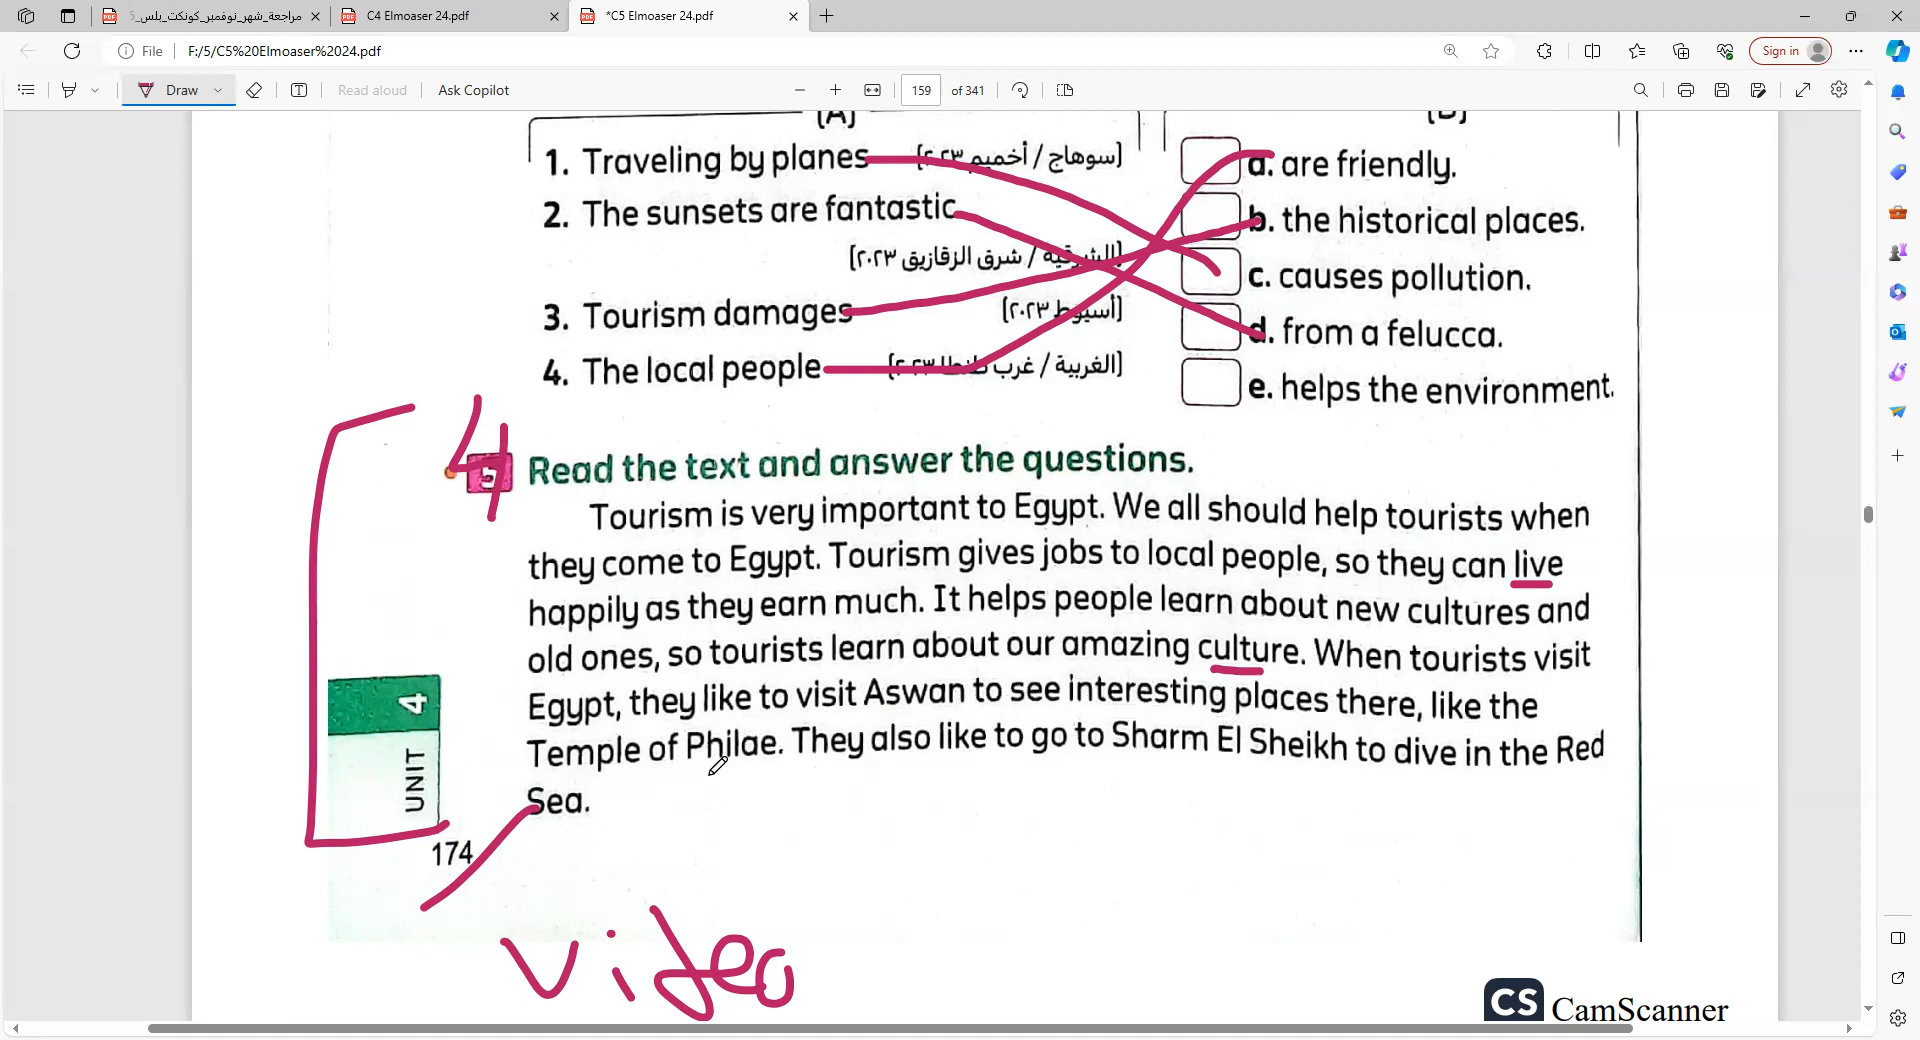 مراجعة_شهر_نوفمبر_كونكت_بلس_5
C4 Elmoaser 24.pdf
*C5 Elmoaser 24.pdf
File
F:/5/C5%20Elmoaser%2024.pdf
Sign in
Draw
Read aloud
Ask Copilot
159
of 341
(A)
1. Traveling by planes
(سوهاج / أخميم ٢٠٢٣)
2. The sunsets are fantastic
(الشرقية / شرق الزقازيق ٢٠٢٣)
3. Tourism damages
(أسيوط ٢٠٢٣)
4. The local people
(الغربية / غرب طنطا ٢٠٢٣)
(B)
a. are friendly.
b. the historical places.
c. causes pollution.
d. from a felucca.
e. helps the environment.
4
5 Read the text and answer the questions.
Tourism is very important to Egypt. We all should help tourists when
they come to Egypt. Tourism gives jobs to local people, so they can live
happily as they earn much. It helps people learn about new cultures and
old ones, so tourists learn about our amazing culture. When tourists visit
Egypt, they like to visit Aswan to see interesting places there, like the
Temple of Philae. They also like to go to Sharm El Sheikh to dive in the Red
Sea.
UNIT 4
174
video
CS CamScanner